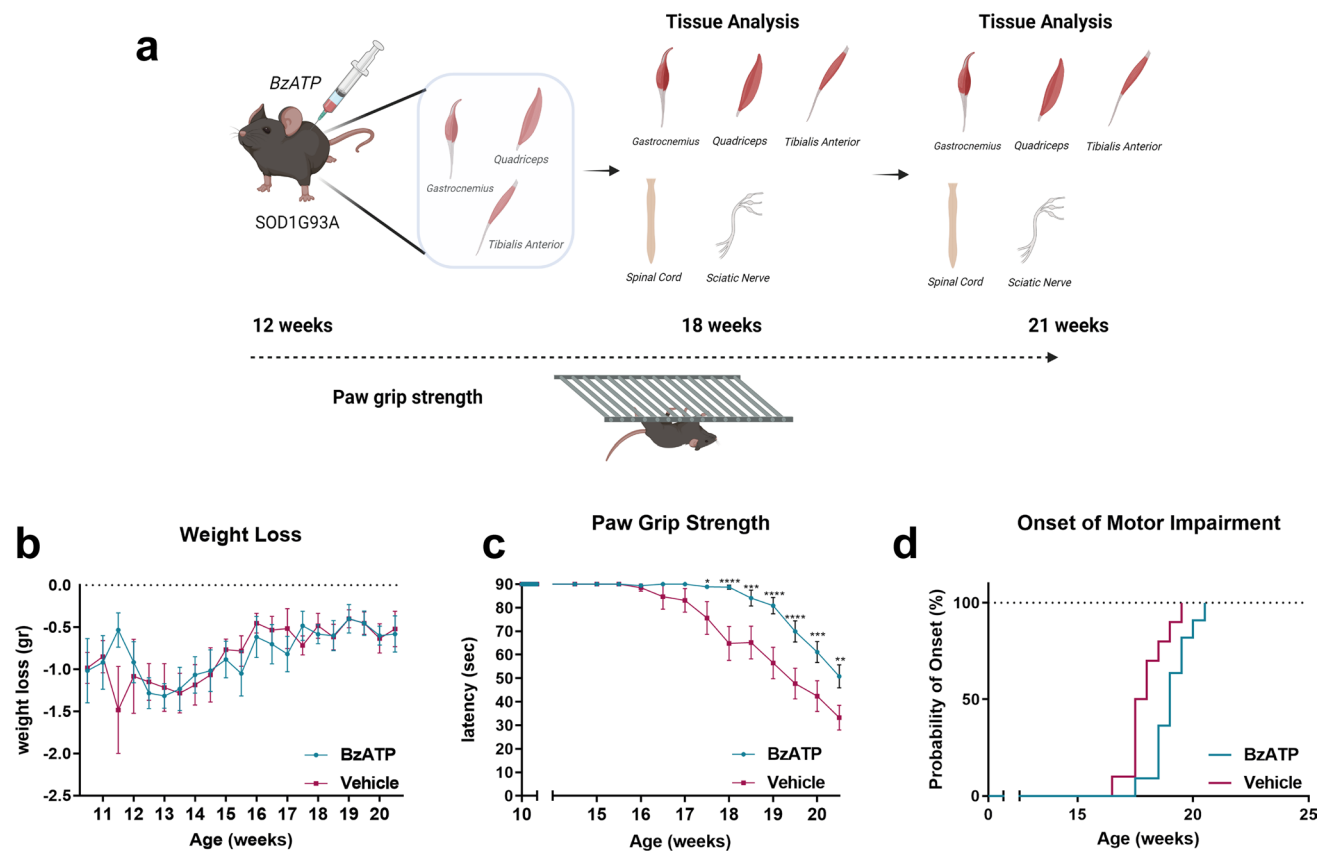 a
BzATP
SOD1G93A
Gastrocnemius
Quadriceps
Tibialis Anterior
Tissue Analysis
Gastrocnemius
Quadriceps
Tibialis Anterior
Spinal Cord
Sciatic Nerve
Tissue Analysis
Gastrocnemius
Quadriceps
Tibialis Anterior
Spinal Cord
Sciatic Nerve
12 weeks
18 weeks
21 weeks
Paw grip strength
b
Weight Loss
weight loss (gr)
0.0
-0.5
-1.0
-1.5
-2.0
-2.5
BzATP
Vehicle
11 12 13 14 15 16 17 18 19 20
Age (weeks)
c
Paw Grip Strength
latency (sec)
90
80
70
60
50
40
30
20
10
0
* **** *** **** **** *** **
BzATP
Vehicle
10 15 16 17 18 19 20
Age (weeks)
d
Onset of Motor Impairment
Probability of Onset (%)
100
50
0
BzATP
Vehicle
0 15 20 25
Age (weeks)